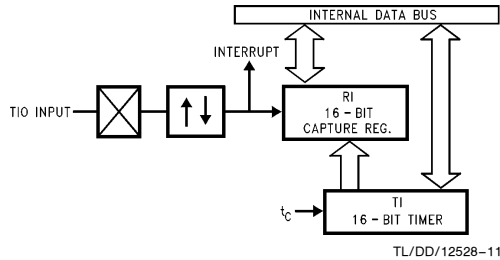 INTERNAL DATA BUS
INTERRUPT
TIO INPUT
RI
16-BIT
CAPTURE REG.
tC
TI
16-BIT TIMER
TL/DD/12528-11